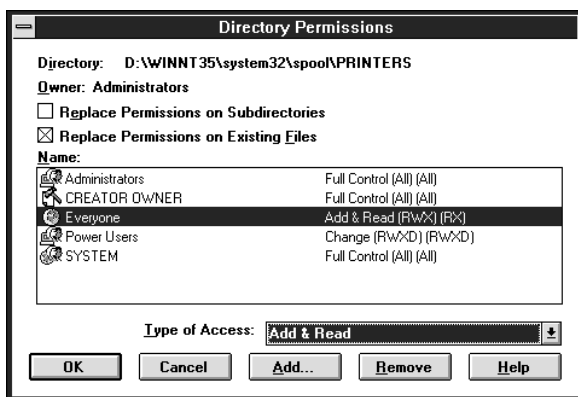 Directory Permissions
Directory: D:\WINNT35\system32\spool\PRINTERS
Owner: Administrators
Replace Permissions on Subdirectories
Replace Permissions on Existing Files
Name:
Administrators Full Control (All) (All)
CREATOR OWNER Full Control (All) (All)
Everyone Add & Read (RWX) (RX)
Power Users Change (RWXD) (RWXD)
SYSTEM Full Control (All) (All)
Type of Access: Add & Read
OK Cancel Add... Remove Help